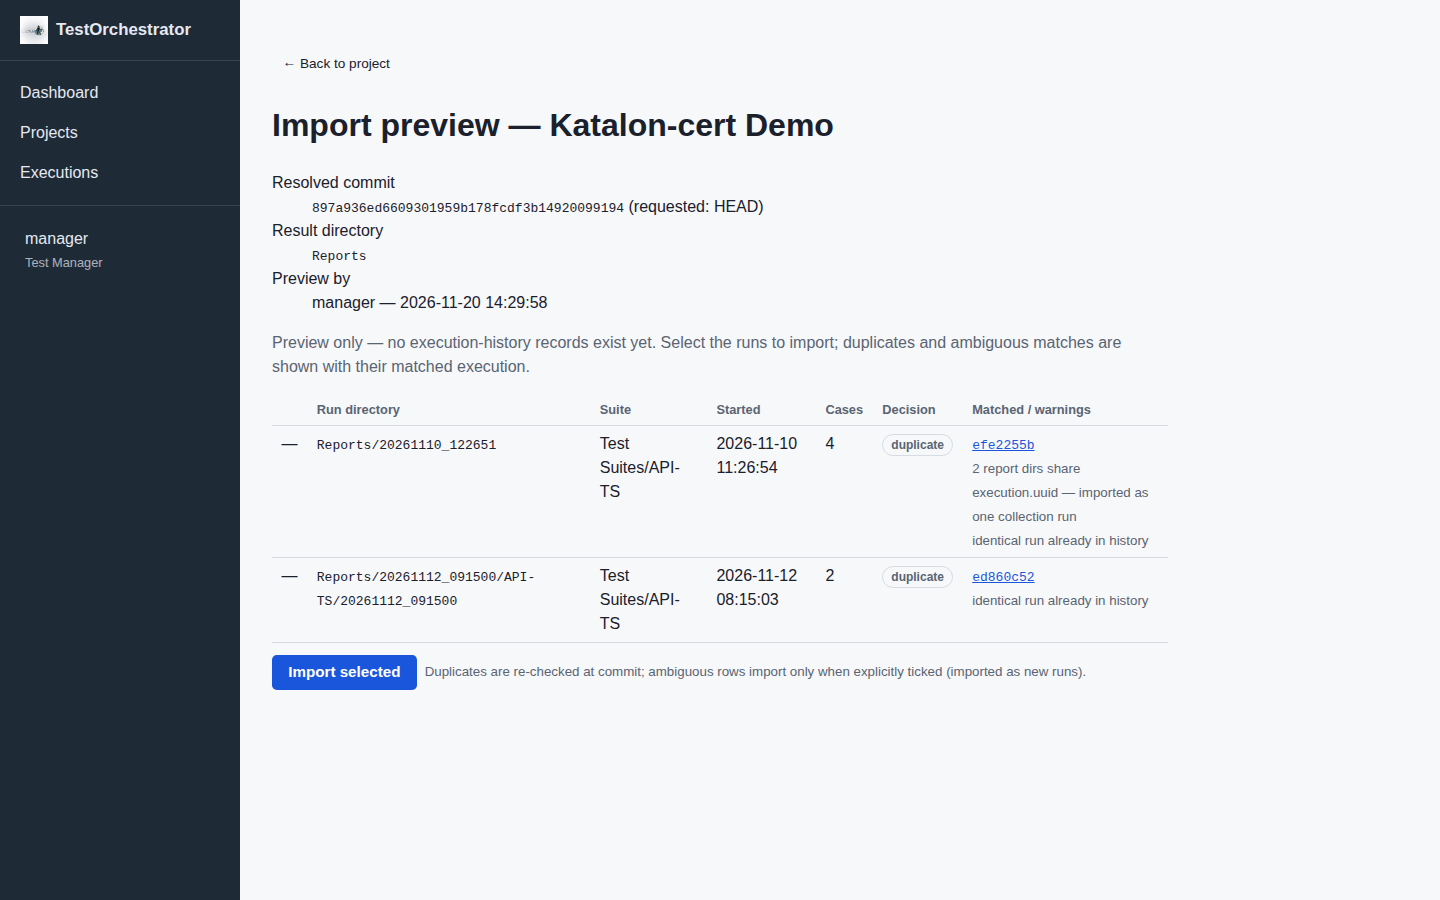 TestOrchestrator
Dashboard
Projects
Executions
manager
Test Manager
← Back to project
Import preview — Katalon-cert Demo
Resolved commit
897a936ed6609301959b178fcdf3b14920099194 (requested: HEAD)
Result directory
Reports
Preview by
manager — 2026-11-20 14:29:58
Preview only — no execution-history records exist yet. Select the runs to import; duplicates and ambiguous matches are
shown with their matched execution.
Run directory Suite Started Cases Decision Matched / warnings
— Reports/20261110_122651 Test 2026-11-10 4 duplicate efe2255b
Suites/API- 11:26:54 2 report dirs share
TS execution.uuid — imported as
one collection run
identical run already in history
— Reports/20261112_091500/API- Test 2026-11-12 2 duplicate ed860c52
TS/20261112_091500 Suites/API- 08:15:03 identical run already in history
TS
Import selected Duplicates are re-checked at commit; ambiguous rows import only when explicitly ticked (imported as new runs).